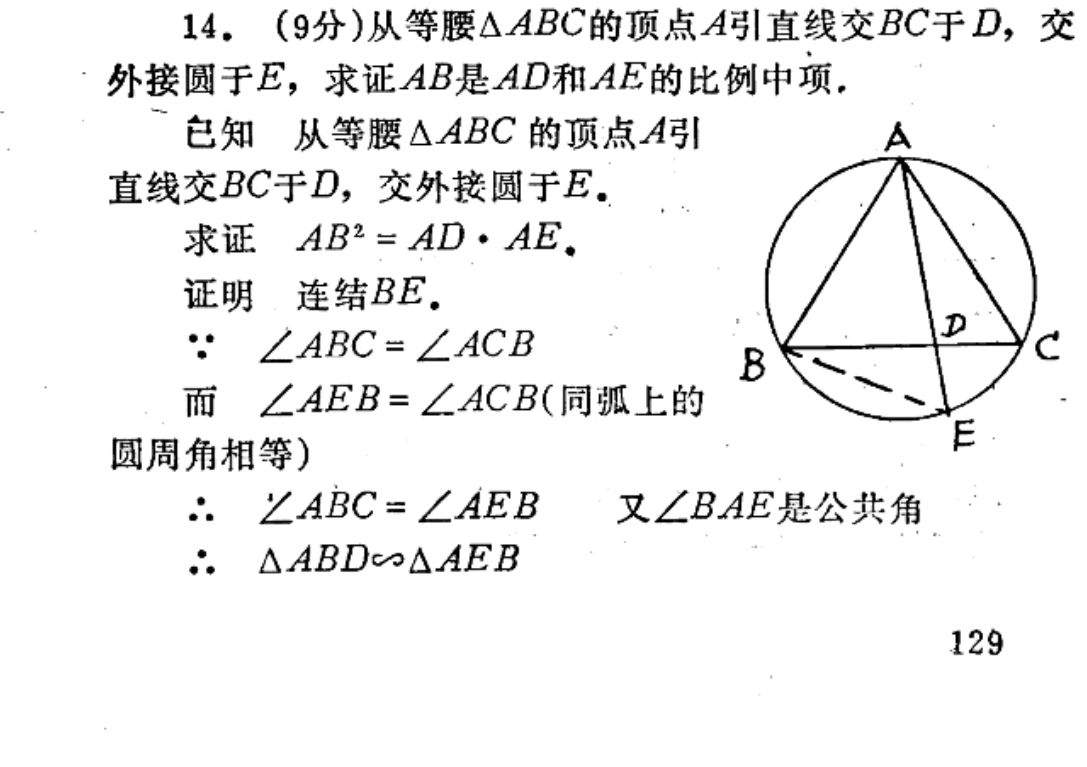 14. (9分)从等腰△ABC的顶点A引直线交BC于D，交
外接圆于E，求证AB是AD和AE的比例中项.
已知 从等腰△ABC 的顶点A引
直线交BC于D，交外接圆于E.
求证 AB² = AD · AE.
证明 连结BE.
∵ ∠ABC = ∠ACB
而 ∠AEB = ∠ACB(同弧上的
圆周角相等)
∴ ∠ABC = ∠AEB 又∠BAE是公共角
∴ △ABD∽△AEB
A
D
B
C
E
129